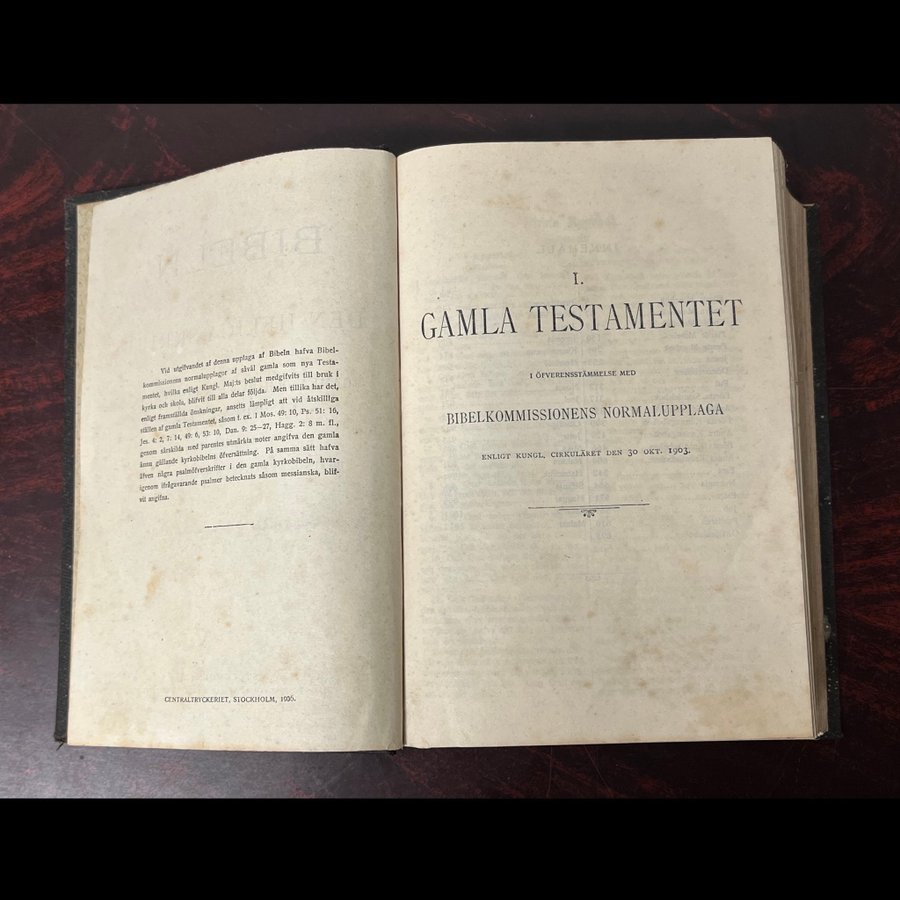 Vid utgifvandet af denna upplaga af Bibeln hafva Bibel-
kommissionens normalupplagor af såväl gamla som nya Testa-
mentet, hvilka enligt Kungl. Maj:ts beslut medgifvits till bruk i
kyrka och skola, blifvit till alla delar följda. Men tillika har det,
enligt framställda önskningar, ansetts lämpligt att vid åtskilliga
ställen af gamla Testamentet, såsom t. ex. 1 Mos. 49: 10, Ps. 51: 16,
Jes. 4: 2, 7: 14, 49: 6, 53: 10, Dan. 9: 25—27, Hagg. 2: 8 m. fl.,
genom särskilda med parentes utmärkta noter angifva den gamla
ännu gällande kyrkobibelns öfversättning. På samma sätt hafva
äfven några psalmöfverskrifter i den gamla kyrkobibeln, hvar-
igenom ifrågavarande psalmer betecknats såsom messianska, blif-
vit angifna.
CENTRALTRYCKERIET, STOCKHOLM, 1906.
I.
GAMLA TESTAMENTET
I ÖFVERENSSTÄMMELSE MED
BIBELKOMMISSIONENS NORMALUPPLAGA
ENLIGT KUNGL. CIRKULÄRET DEN 30 OKT. 1903.